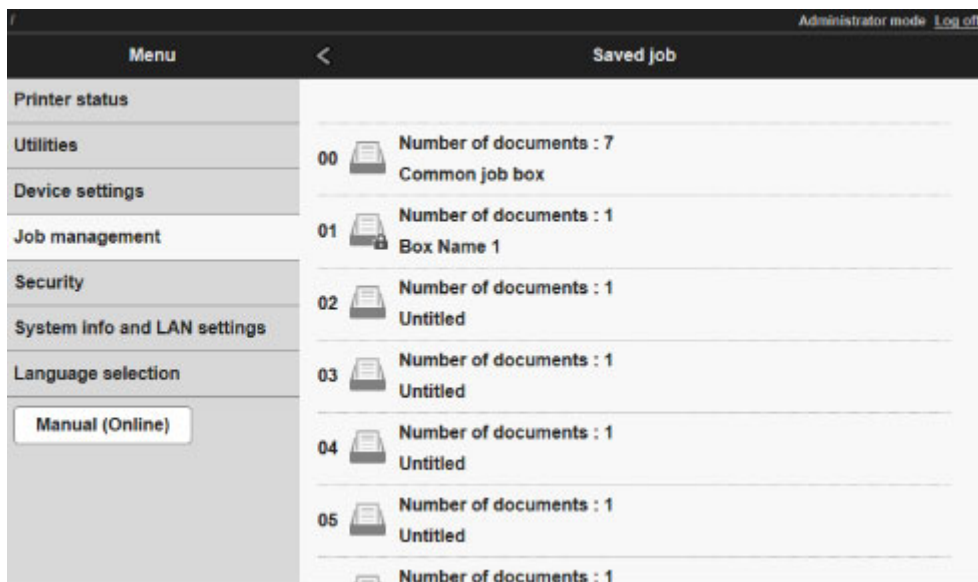 Administrator mode Log off
Menu
< Saved job
Printer status
Utilities
Device settings
Job management
Security
System info and LAN settings
Language selection
Manual (Online)
00
Number of documents : 7
Common job box
01
Number of documents : 1
Box Name 1
02
Number of documents : 1
Untitled
03
Number of documents : 1
Untitled
04
Number of documents : 1
Untitled
05
Number of documents : 1
Untitled
Number of documents : 1